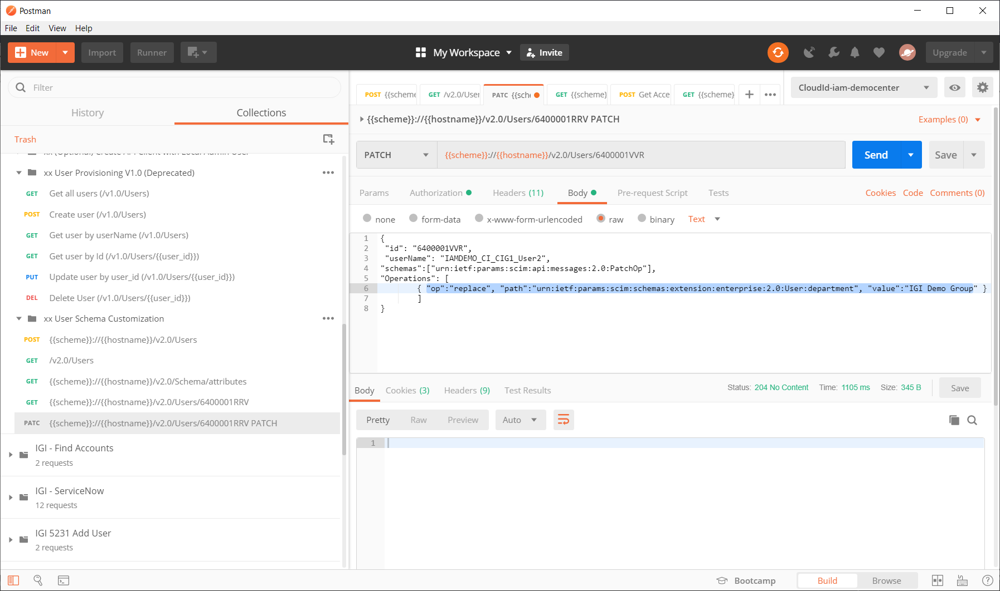 Postman
File Edit View Help
New Import Runner My Workspace Invite Upgrade
Filter
History Collections
Trash
xx (Optional) Create API Client with Local Admin User
xx User Provisioning V1.0 (Deprecated)
GET Get all users (/v1.0/Users)
POST Create user (/v1.0/Users)
GET Get user by userName (/v1.0/Users)
GET Get user by Id (/v1.0/Users/{{user_id}})
PUT Update user by user_id (/v1.0/Users/{{user_id}})
DEL Delete User (/v1.0/Users/{{user_id}})
xx User Schema Customization
POST {{scheme}}://{{hostname}}/v2.0/Users
GET /v2.0/Users
GET {{scheme}}://{{hostname}}/v2.0/Schema/attributes
GET {{scheme}}://{{hostname}}/v2.0/Users/6400001RRV
PATC {{scheme}}://{{hostname}}/v2.0/Users/6400001RRV PATCH
IGI - Find Accounts
2 requests
IGI - ServiceNow
12 requests
IGI 5231 Add User
2 requests
POST {{scheme GET /v2.0/User PATC {{sche GET {{scheme} POST Get Acce GET {{scheme}
CloudId-iam-democenter
{{scheme}}://{{hostname}}/v2.0/Users/6400001RRV PATCH
Examples (0)
PATCH {{scheme}}://{{hostname}}/v2.0/Users/6400001VVR Send Save
Params Authorization Headers (11) Body Pre-request Script Tests Cookies Code Comments (0)
none form-data x-www-form-urlencoded raw binary Text
1 {
2 "id": "6400001VVR",
3 "userName": "IAMDEMO_CI_CIG1_User2",
4 "schemas":["urn:ietf:params:scim:api:messages:2.0:PatchOp"],
5 "Operations": [
6 { "op":"replace", "path":"urn:ietf:params:scim:schemas:extension:enterprise:2.0:User:department", "value":"IGI Demo Group" }
7 ]
8 }
Body Cookies (3) Headers (9) Test Results Status: 204 No Content Time: 1105 ms Size: 345 B Save
Pretty Raw Preview Auto
1
Bootcamp Build Browse